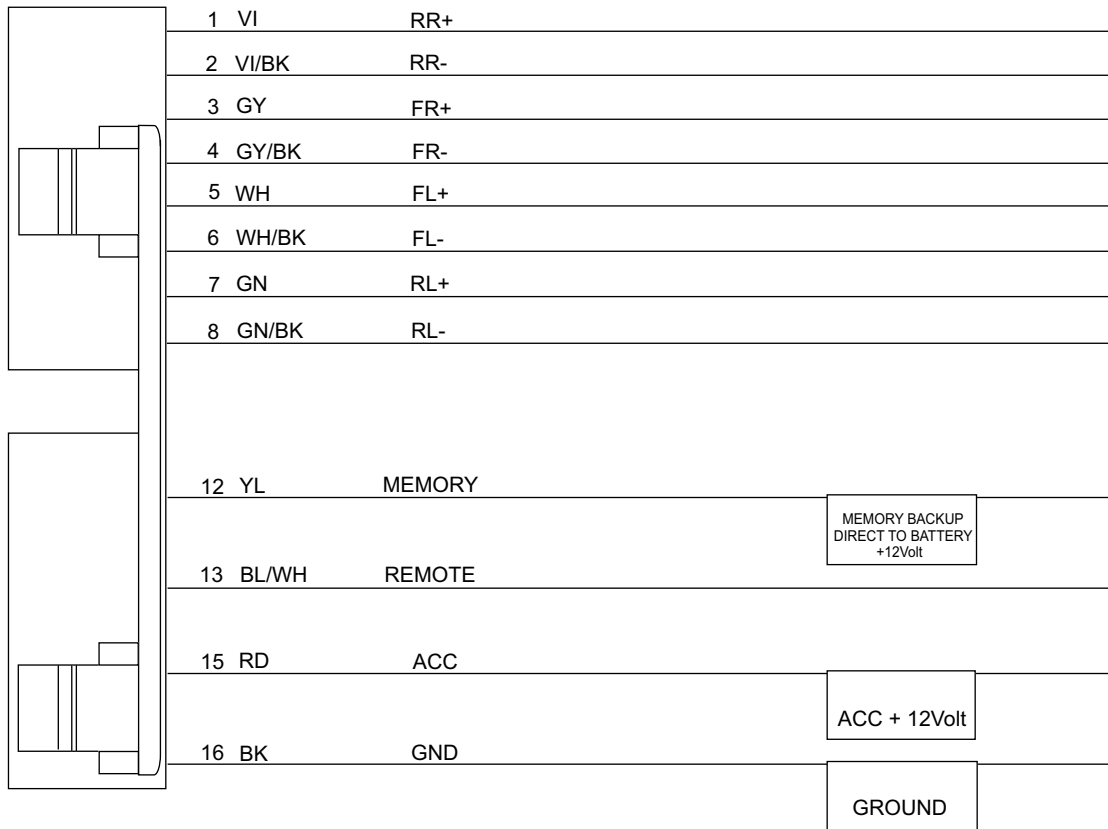 1 VI RR+
2 VI/BK RR-
3 GY FR+
4 GY/BK FR-
5 WH FL+
6 WH/BK FL-
7 GN RL+
8 GN/BK RL-
12 YL MEMORY
MEMORY BACKUP
DIRECT TO BATTERY
+12Volt
13 BL/WH REMOTE
15 RD ACC
ACC + 12Volt
16 BK GND
GROUND